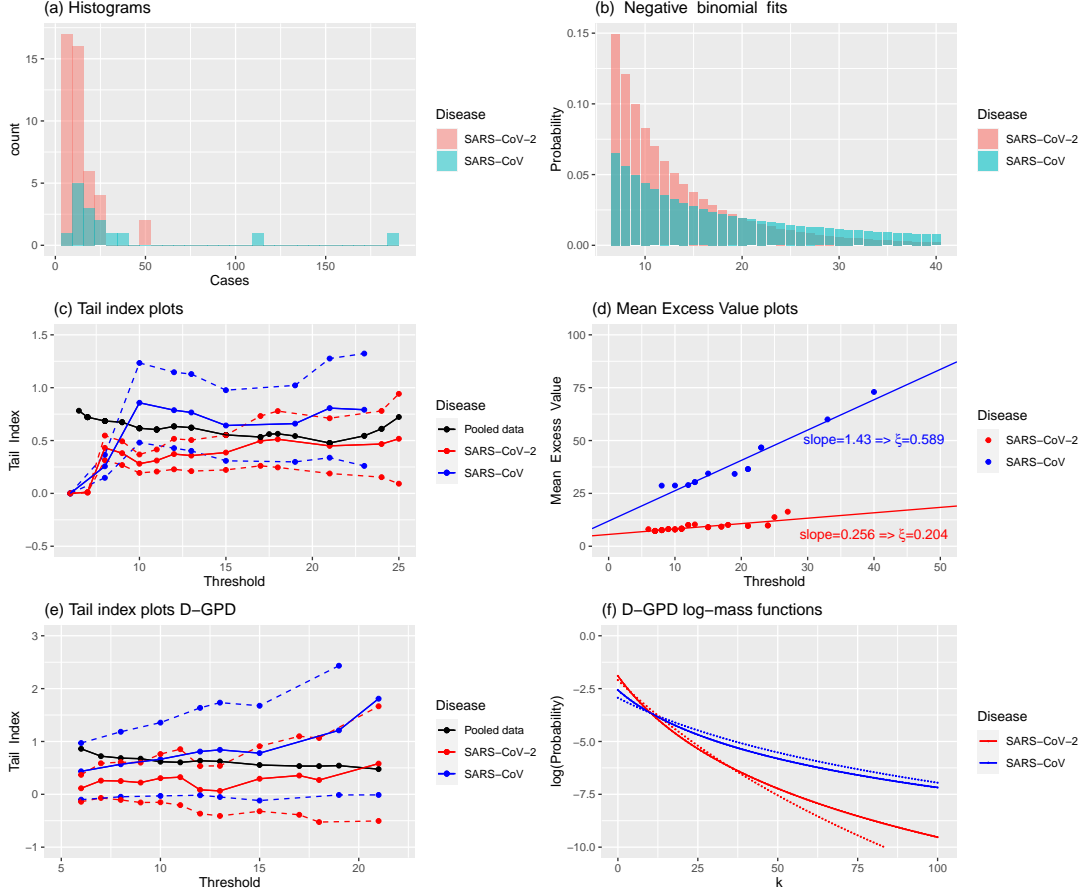 (a) Histograms
count
15
10
5
0
0
50
100
150
Cases
Disease
SARS−CoV−2
SARS−CoV
(b) Negative binomial fits
Probability
0.15
0.10
0.05
0.00
10
20
30
40
Disease
SARS−CoV−2
SARS−CoV
(c) Tail index plots
Tail Index
1.5
1.0
0.5
0.0
−0.5
10
15
20
25
Threshold
Disease
Pooled data
SARS−CoV−2
SARS−CoV
(d) Mean Excess Value plots
Mean Excess Value
100
75
50
25
0
slope=1.43 => ξ=0.589
slope=0.256 => ξ=0.204
0
10
20
30
40
50
Threshold
Disease
SARS−CoV−2
SARS−CoV
(e) Tail index plots D−GPD
Tail Index
3
2
1
0
−1
5
10
15
20
Threshold
Disease
Pooled data
SARS−CoV−2
SARS−CoV
(f) D−GPD log−mass functions
log(Probability)
0.0
−2.5
−5.0
−7.5
−10.0
0
25
50
75
100
k
Disease
SARS−CoV−2
SARS−CoV